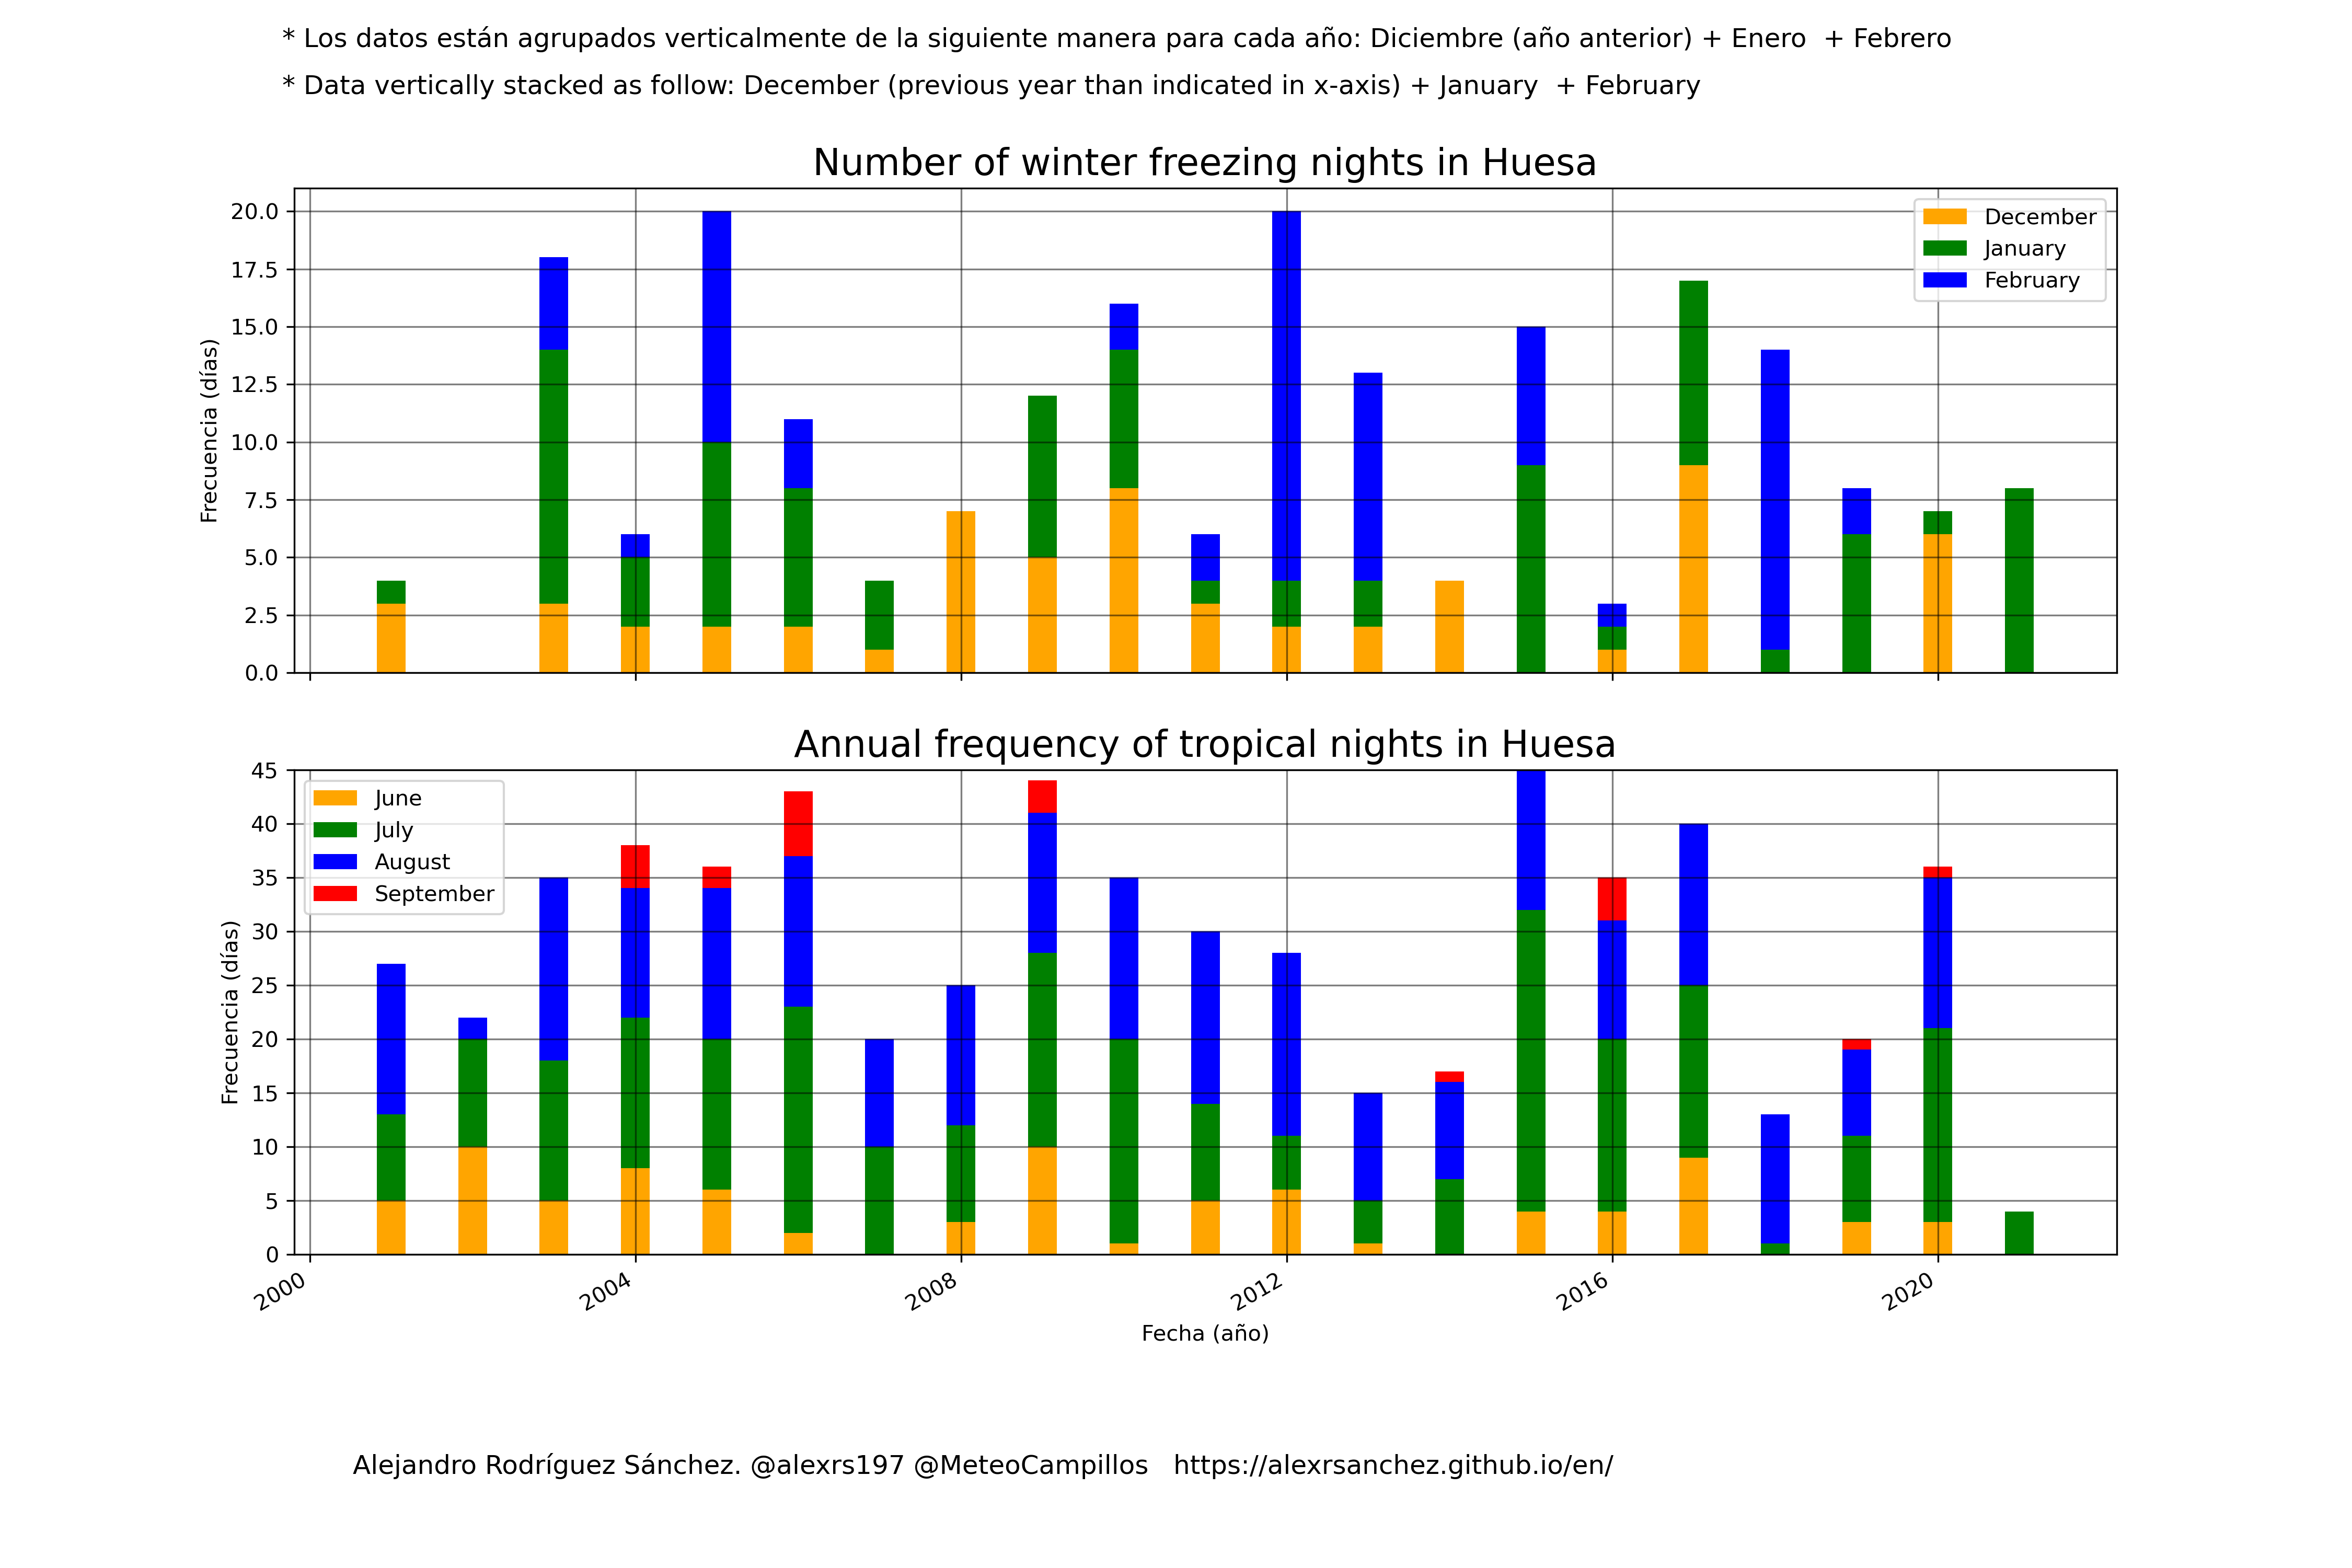 * Los datos están agrupados verticalmente de la siguiente manera para cada año: Diciembre (año anterior) + Enero  + Febrero
* Data vertically stacked as follow: December (previous year than indicated in x-axis) + January  + February
Number of winter freezing nights in Huesa
20.0
17.5
15.0
12.5
10.0
7.5
5.0
2.5
0.0
Frecuencia (días)
December
January
February
Annual frequency of tropical nights in Huesa
45
40
35
30
25
20
15
10
5
0
Frecuencia (días)
June
July
August
September
2000 2004 2008 2012 2016 2020
Fecha (año)
Alejandro Rodríguez Sánchez. @alexrs197 @MeteoCampillos   https://alexrsanchez.github.io/en/